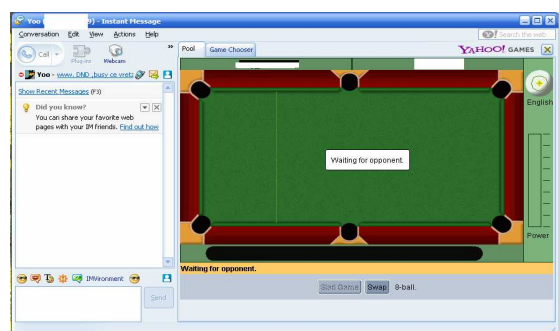 Yoo ( 9) - Instant Message
Conversation Edit View Actions Help
Search the web
Call
Plug-ins
Webcam
»
Pool Game Chooser
YAHOO! GAMES
Yoo - www. DND ,busy ce vretz
Show Recent Messages (F3)
Did you know?
You can share your favorite web
pages with your IM friends. Find out how
English
Waiting for opponent.
Power
Waiting for opponent.
IMVironment
Start Game Swap 8-ball.
Send